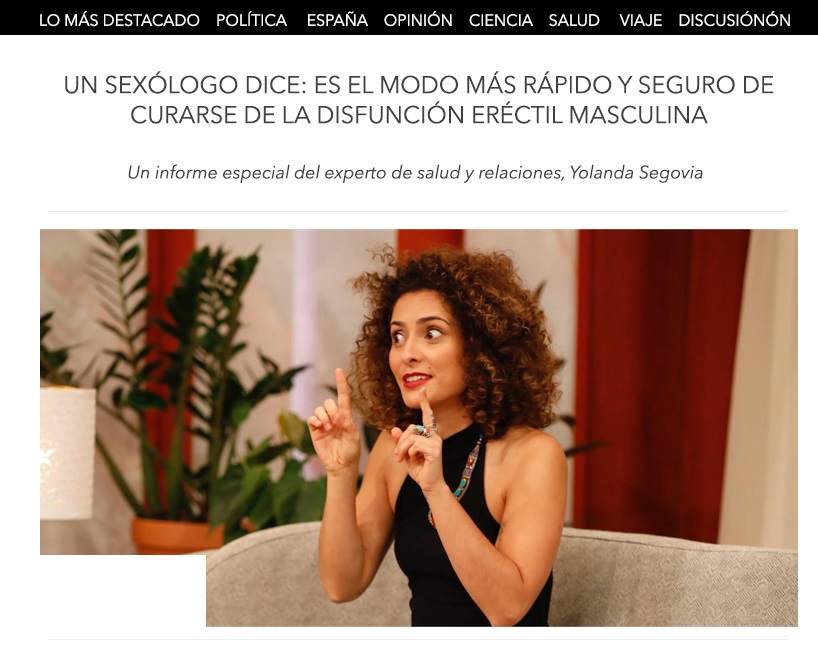 LO MÁS DESTACADO POLÍTICA ESPAÑA OPINIÓN CIENCIA SALUD VIAJE DISCUSIÓNÓN
UN SEXÓLOGO DICE: ES EL MODO MÁS RÁPIDO Y SEGURO DE
CURARSE DE LA DISFUNCIÓN ERÉCTIL MASCULINA
Un informe especial del experto de salud y relaciones, Yolanda Segovia